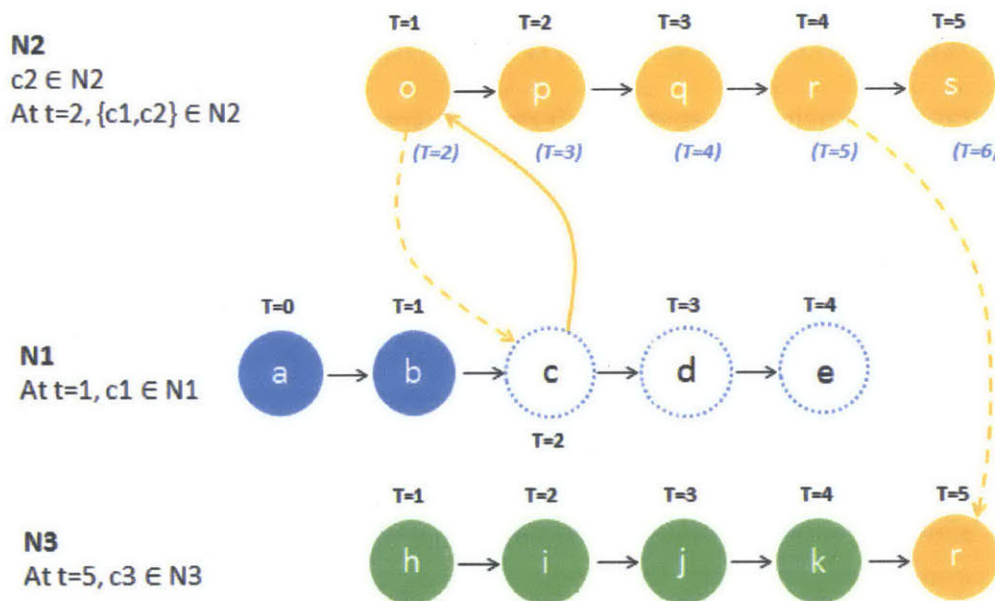 T=1 T=2 T=3 T=4 T=5
N2
c2 ∈ N2
At t=2, {c1,c2} ∈ N2
o p q r s
(T=2) (T=3) (T=4) (T=5) (T=6)
T=0 T=1 T=3 T=4
N1
At t=1, c1 ∈ N1
a b c d e
T=2
T=1 T=2 T=3 T=4 T=5
N3
At t=5, c3 ∈ N3
h i j k r